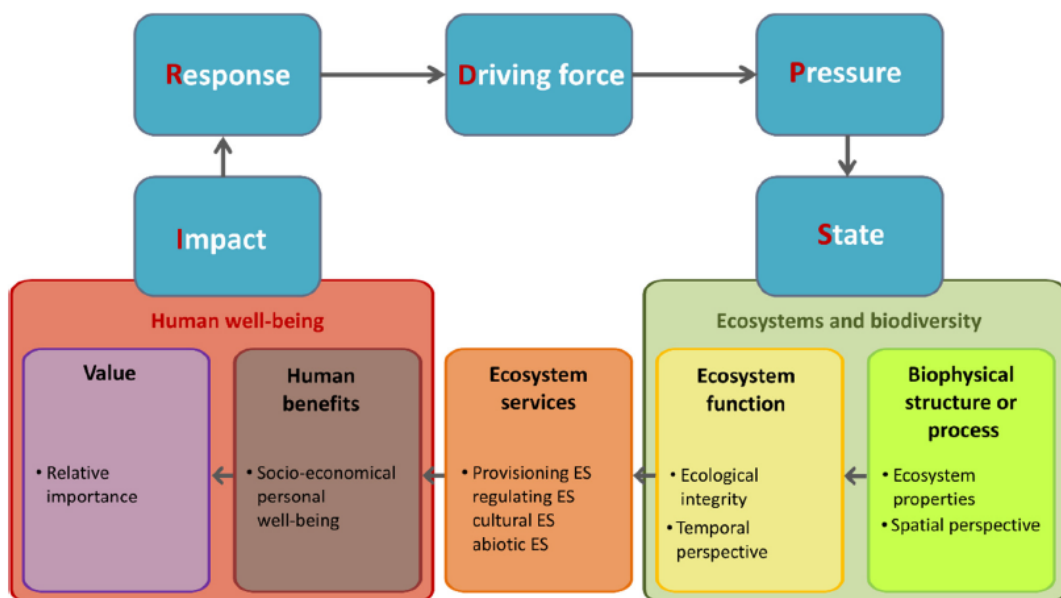 Response
Driving force
Pressure
Impact
State
Human well-being
Ecosystems and biodiversity
Value
• Relative
importance
Human
benefits
• Socio-economical
personal
well-being
Ecosystem
services
• Provisioning ES
regulating ES
cultural ES
abiotic ES
Ecosystem
function
• Ecological
integrity
• Temporal
perspective
Biophysical
structure or
process
• Ecosystem
properties
• Spatial perspective